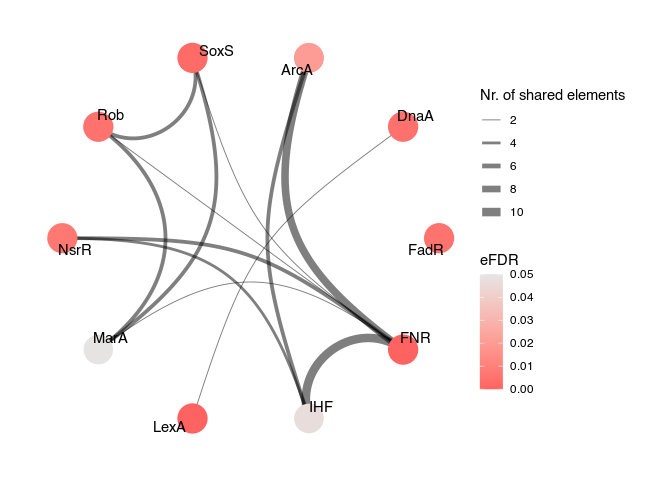 SoxS
ArcA
Rob
DnaA
NsrR
FadR
MarA
FNR
LexA
IHF
Nr. of shared elements
2
4
6
8
10
eFDR
0.05
0.04
0.03
0.02
0.01
0.00